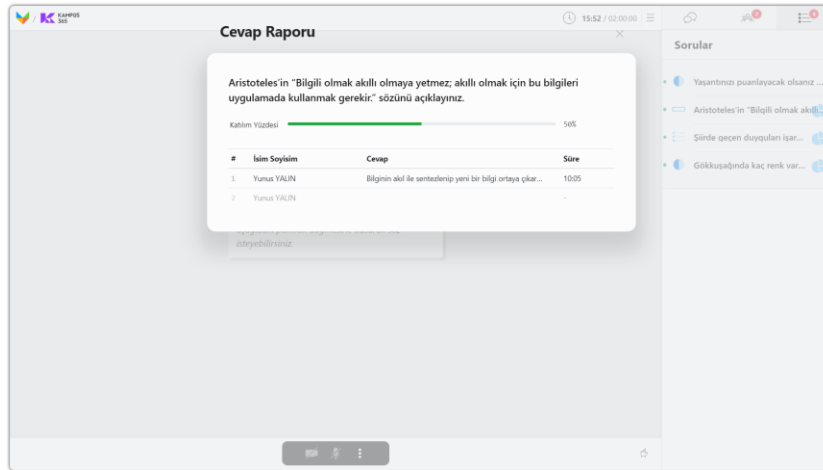 KAMPÜS
365
15:52 / 02:00:00
Cevap Raporu
Sorular
Aristoteles'in "Bilgili olmak akıllı olmaya yetmez; akıllı olmak için bu bilgileri
uygulamada kullanmak gerekir." sözünü açıklayınız.
Katılım Yüzdesi
50%
# İsim Soyisim Cevap Süre
1 Yunus YALIN Bilginin akıl ile sentezlenip yeni bir bilgi ortaya çıkar... 10:05
2 Yunus YALIN -
isteyebilirsiniz.
Yaşantınızı puanlayacak olsanız ...
Aristoteles'in "Bilgili olmak akıllı...
Şiirde geçen duyguları işar...
Gökkuşağında kaç renk var...